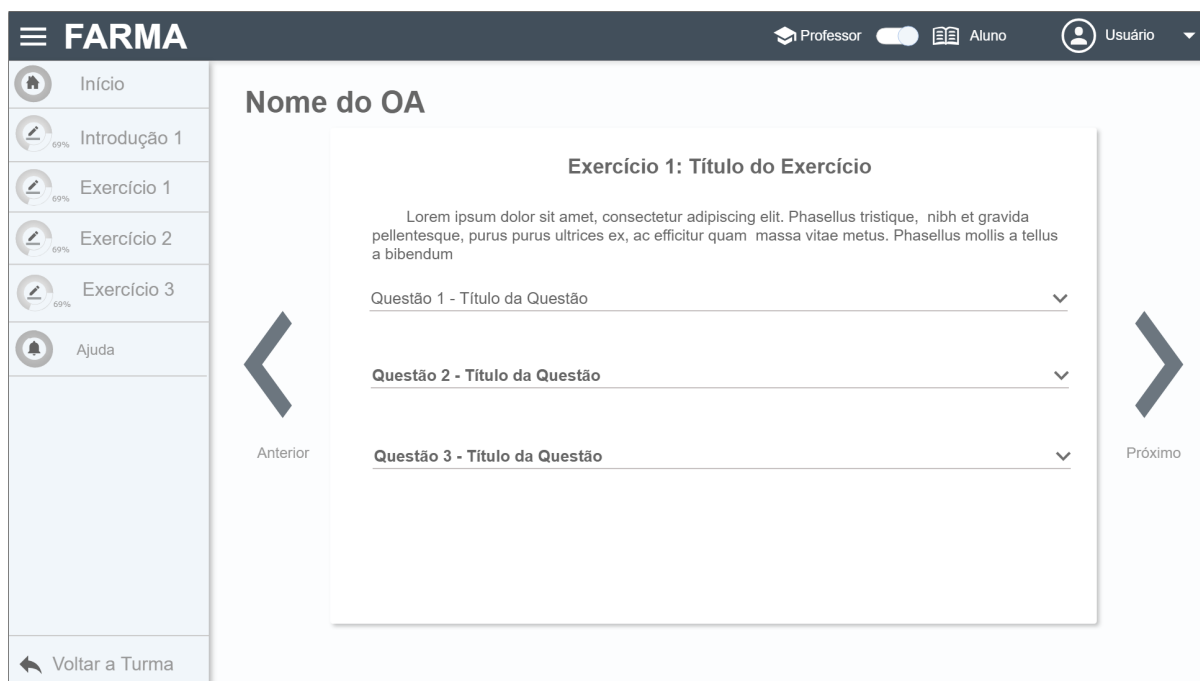 FARMA
Professor
Aluno
Usuário
Início
69% Introdução 1
69% Exercício 1
69% Exercício 2
69% Exercício 3
Ajuda
Voltar a Turma
Nome do OA
Exercício 1: Título do Exercício
Lorem ipsum dolor sit amet, consectetur adipiscing elit. Phasellus tristique, nibh et gravida
pellentesque, purus purus ultrices ex, ac efficitur quam massa vitae metus. Phasellus mollis a tellus
a bibendum
Questão 1 - Título da Questão
Questão 2 - Título da Questão
Questão 3 - Título da Questão
Anterior
Próximo